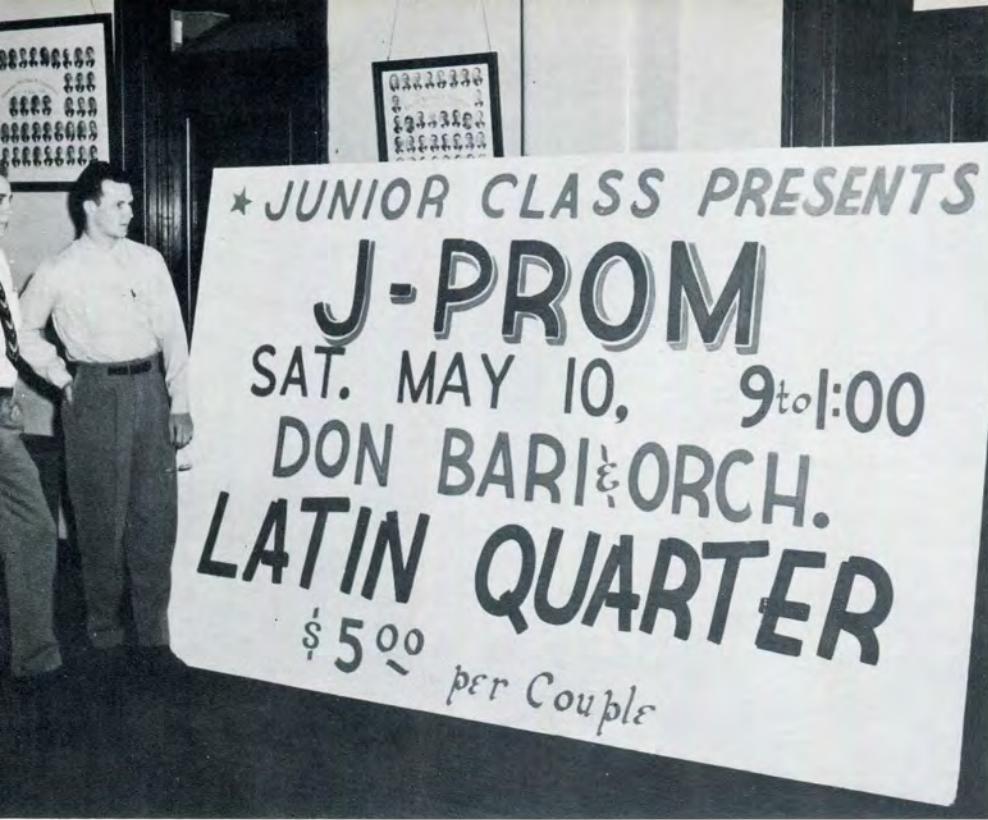 ★ JUNIOR CLASS PRESENTS
J-PROM
SAT. MAY 10, 9 to 1:00
DON BARI & ORCH.
LATIN QUARTER
$5.00 per Couple